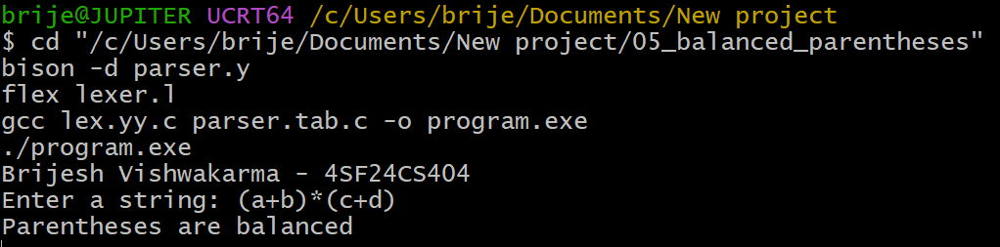 brije@JUPITER UCRT64 /c/Users/brije/Documents/New project
$ cd "/c/Users/brije/Documents/New project/05_balanced_parentheses"
bison -d parser.y
flex lexer.l
gcc lex.yy.c parser.tab.c -o program.exe
./program.exe
Brijesh Vishwakarma - 4SF24CS404
Enter a string: (a+b)*(c+d)
Parentheses are balanced